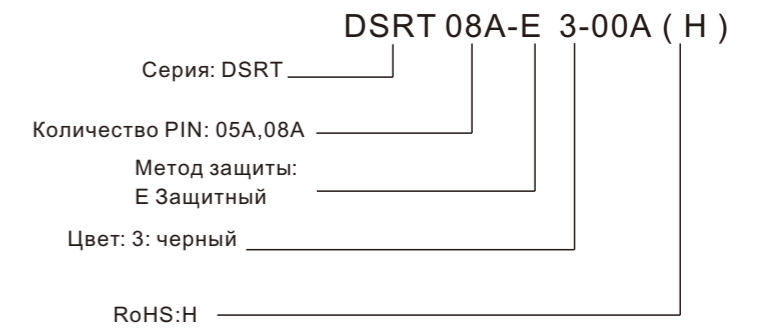 DSRT 08A-E 3-00A ( H )
Серия: DSRT
Количество PIN: 05A,08A
Метод защиты:
Е Защитный
Цвет: 3: черный
RoHS:H